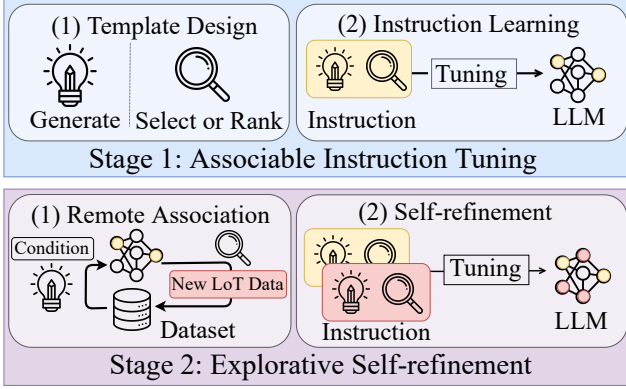 (1) Template Design
Generate
Select or Rank
(2) Instruction Learning
Tuning
Instruction
LLM
Stage 1: Associable Instruction Tuning
(1) Remote Association
Condition
New LoT Data
Dataset
(2) Self-refinement
Tuning
Instruction
LLM
Stage 2: Explorative Self-refinement